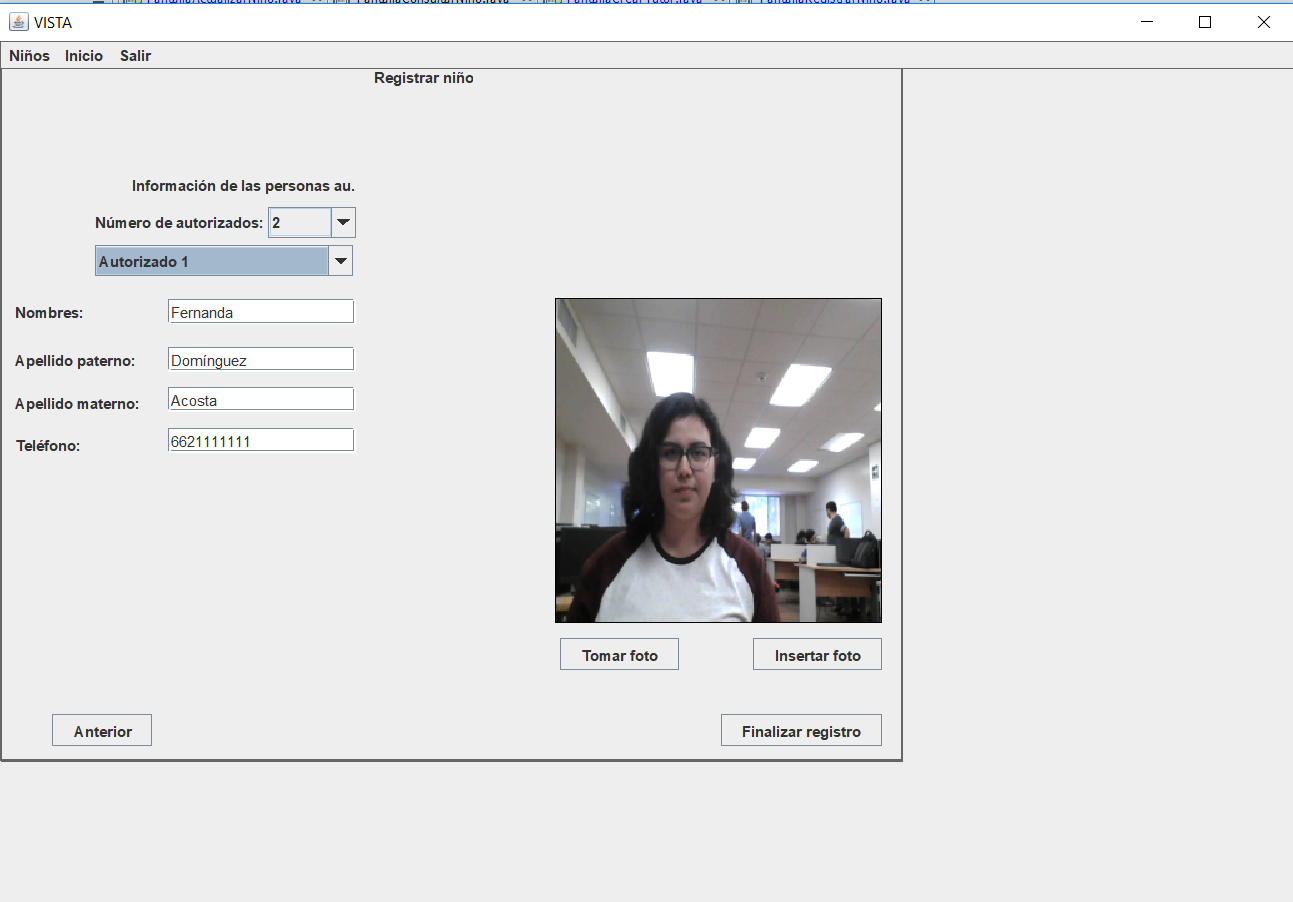 VISTA
Niños Inicio Salir
Registrar niño
Información de las personas au.
Número de autorizados: 2
Autorizado 1
Nombres: Fernanda
Apellido paterno: Domínguez
Apellido materno: Acosta
Teléfono: 6621111111
Tomar foto Insertar foto
Anterior Finalizar registro